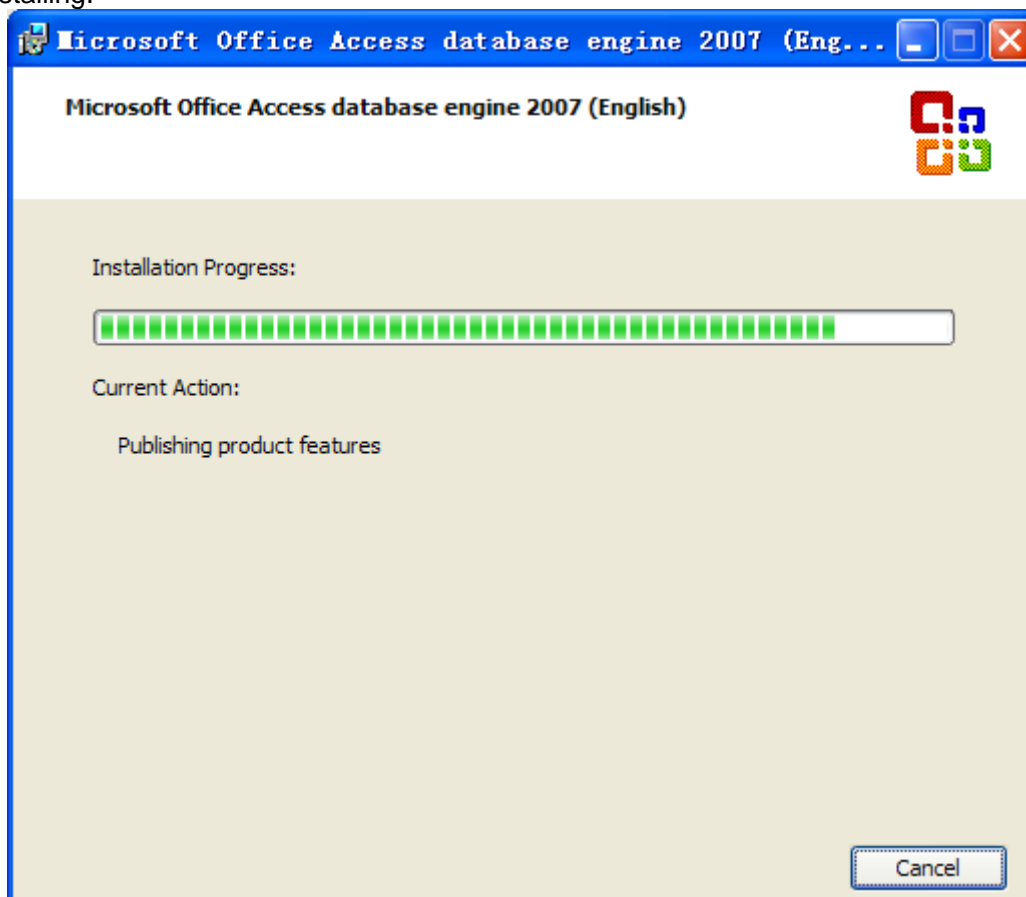 stalling.
Microsoft Office Access database engine 2007 (Eng...
Microsoft Office Access database engine 2007 (English)
Installation Progress:
Current Action:
Publishing product features
Cancel